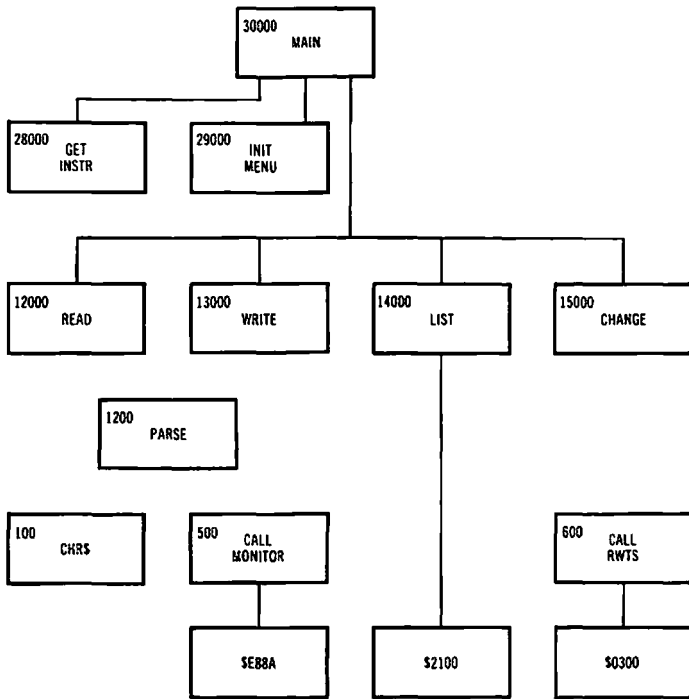 30000
MAIN
28000
GET
INSTR
29000
INIT
MENU
12000
READ
13000
WRITE
14000
LIST
15000
CHANGE
1200
PARSE
100
CHR$
500
CALL
MONITOR
600
CALL
RWTS
$E88A
$2100
$0300